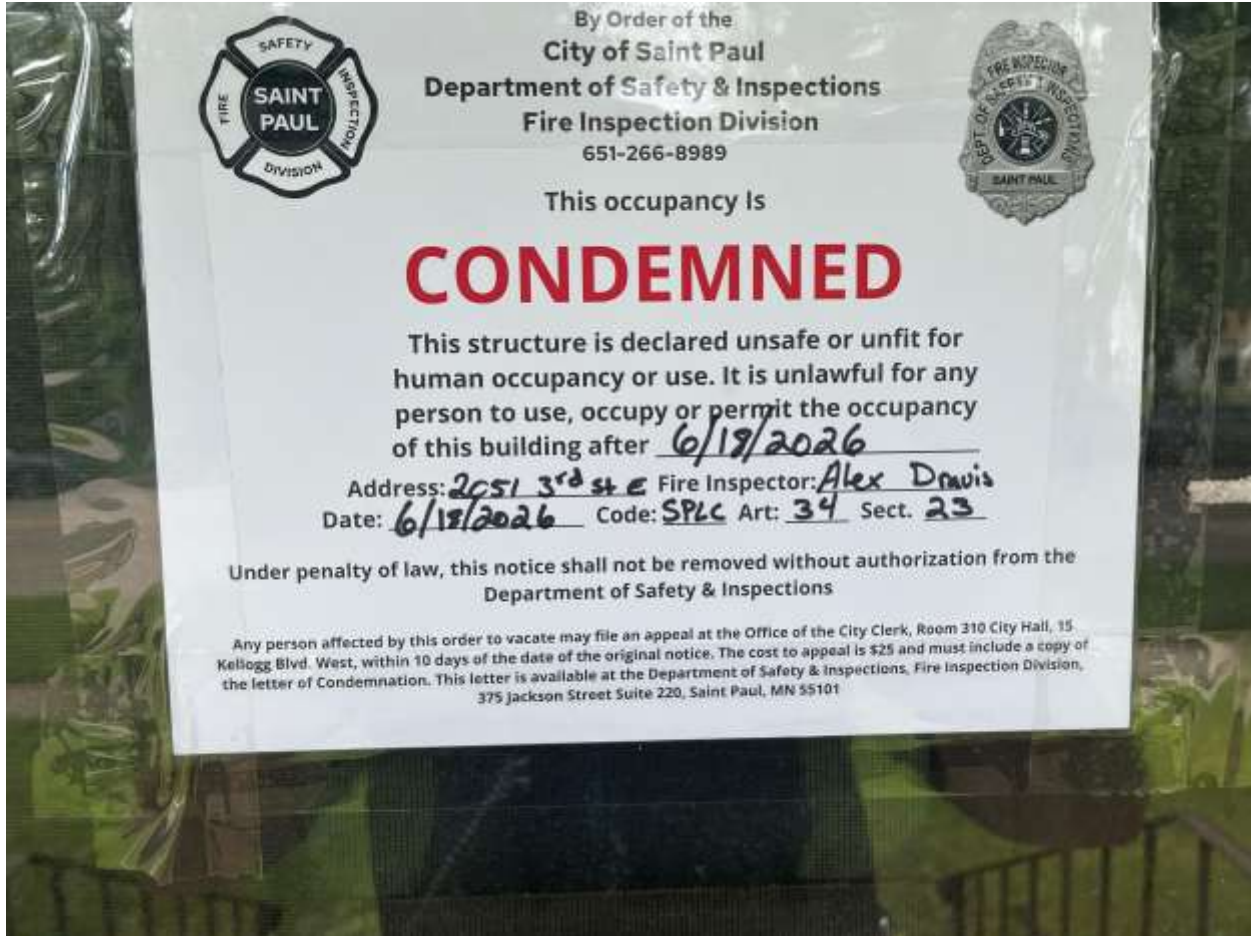 SAFETY
FIRE
SAINT
PAUL
INSPECTION
DIVISION
By Order of the
City of Saint Paul
Department of Safety & Inspections
Fire Inspection Division
651-266-8989
FIRE INSPECTOR
DEPT. OF SAFETY & INSPECTIONS
SAINT PAUL
This occupancy Is
CONDEMNED
This structure is declared unsafe or unfit for
human occupancy or use. It is unlawful for any
person to use, occupy or permit the occupancy
of this building after 6/18/2026
Address: 2051 3rd st E Fire Inspector: Alex Dravis
Date: 6/18/2026 Code: SPLC Art: 34 Sect. 23
Under penalty of law, this notice shall not be removed without authorization from the
Department of Safety & Inspections
Any person affected by this order to vacate may file an appeal at the Office of the City Clerk, Room 310 City Hall, 15
Kellogg Blvd. West, within 10 days of the date of the original notice. The cost to appeal is $25 and must include a copy of
the letter of Condemnation. This letter is available at the Department of Safety & Inspections, Fire Inspection Division,
375 Jackson Street Suite 220, Saint Paul, MN 55101